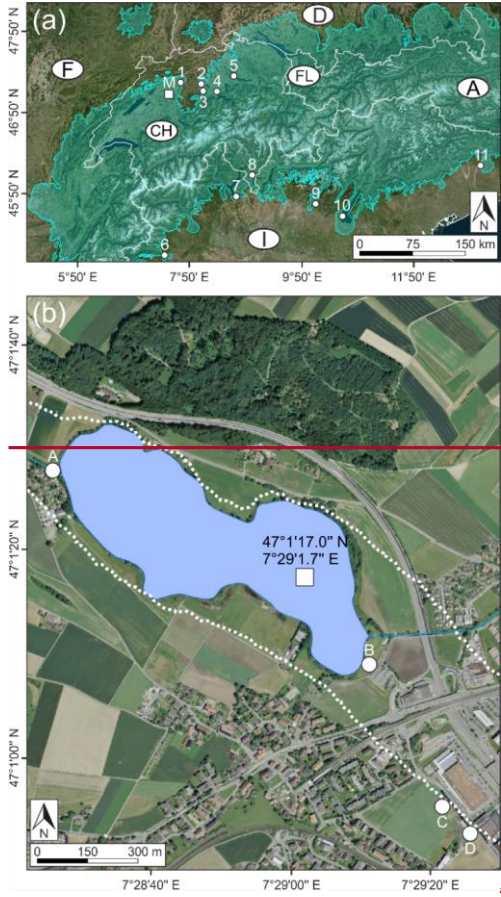 (a)
D
47°50' N
F
1
2
5
M
3
4
FL
A
46°50' N
CH
11
8
7
9
10
45°50' N
6
I
N
0 75 150 km
5°50' E 7°50' E 9°50' E 11°50' E
(b)
47°1'40" N
A
47°1'20" N
47°1'17.0" N
7°29'1.7" E
B
47°1'00" N
C
D
N
0 150 300 m
7°28'40" E 7°29'00" E 7°29'20" E